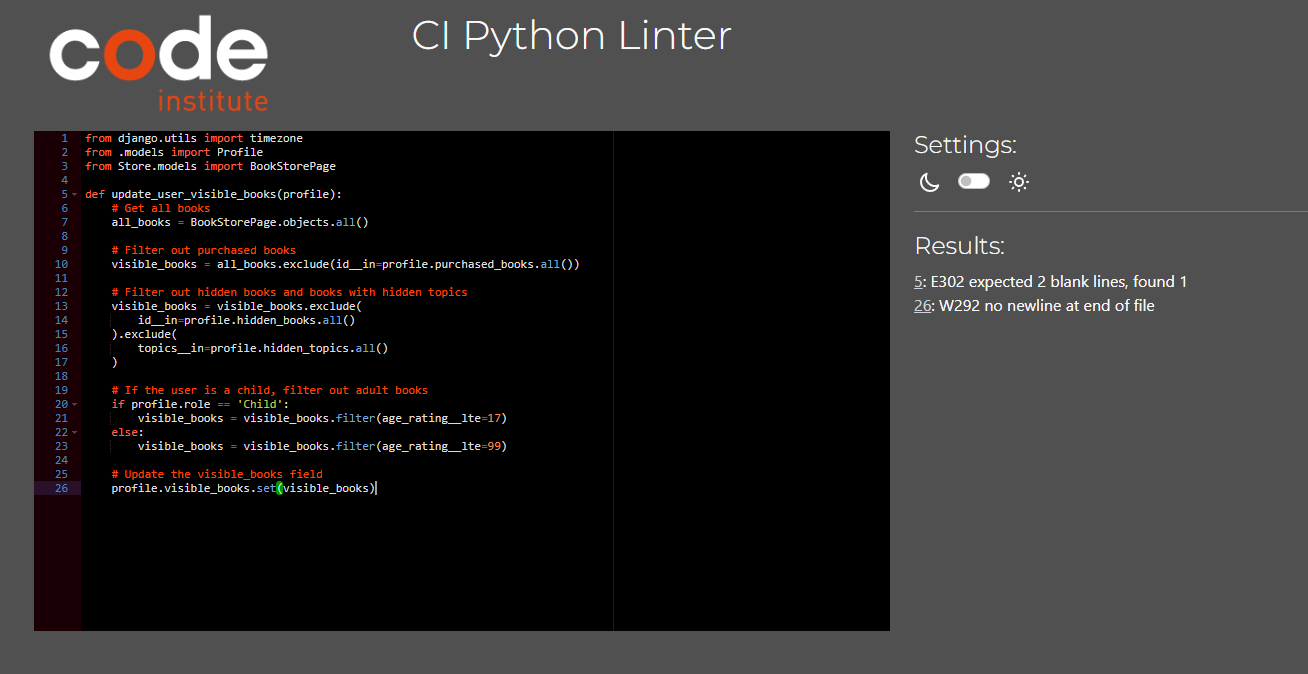 code
institute
CI Python Linter
1 from django.utils import timezone
2 from .models import Profile
3 from Store.models import BookStorePage
4
5 def update_user_visible_books(profile):
6     # Get all books
7     all_books = BookStorePage.objects.all()
8
9     # Filter out purchased books
10     visible_books = all_books.exclude(id__in=profile.purchased_books.all())
11
12     # Filter out hidden books and books with hidden topics
13     visible_books = visible_books.exclude(
14         id__in=profile.hidden_books.all()
15     ).exclude(
16         topics__in=profile.hidden_topics.all()
17     )
18
19     # If the user is a child, filter out adult books
20     if profile.role == 'Child':
21         visible_books = visible_books.filter(age_rating__lte=17)
22     else:
23         visible_books = visible_books.filter(age_rating__lte=99)
24
25     # Update the visible_books field
26     profile.visible_books.set(visible_books)
Settings:
Results:
5: E302 expected 2 blank lines, found 1
26: W292 no newline at end of file